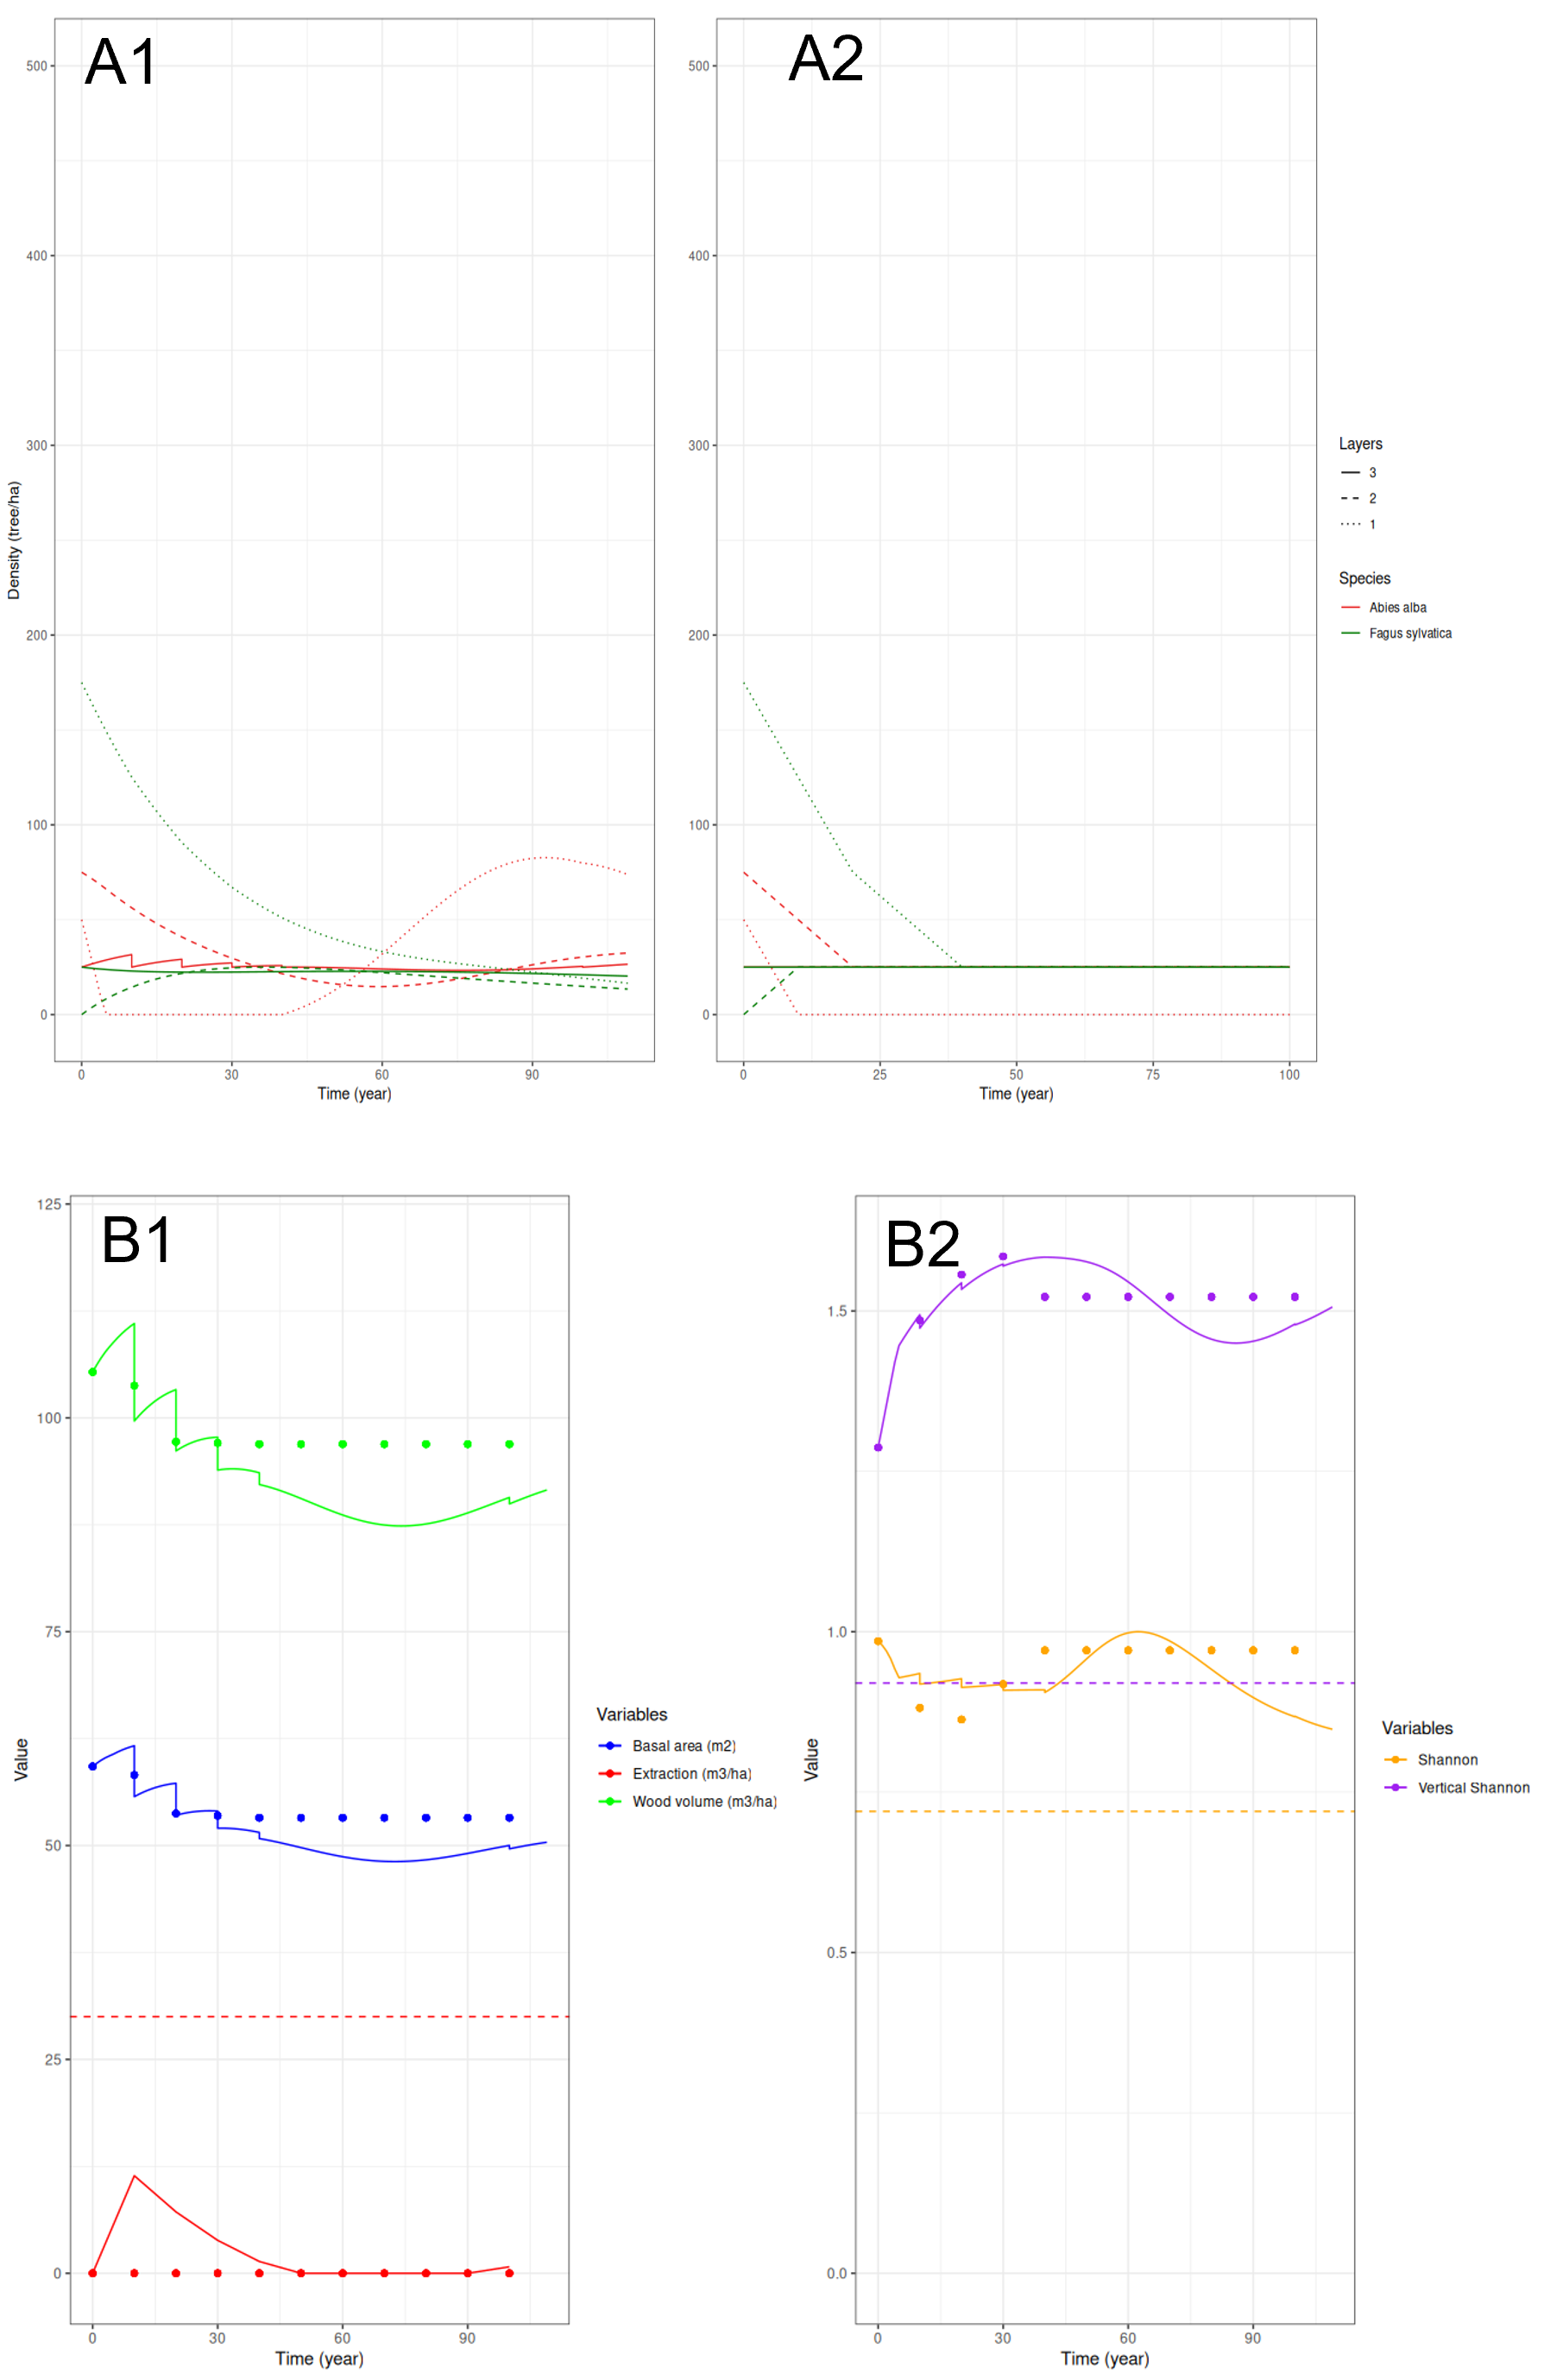 A1
A2
500
400
300
200
100
0
Density (tree/ha)
0 30 60 90
Time (year)
500
400
300
200
100
0
0 25 50 75 100
Time (year)
Layers
3
2
1
Species
Abies alba
Fagus sylvatica
B1
125
100
75
50
25
0
Value
0 30 60 90
Time (year)
Variables
Basal area (m2)
Extraction (m3/ha)
Wood volume (m3/ha)
B2
1.5
1.0
0.5
0.0
Value
0 30 60 90
Time (year)
Variables
Shannon
Vertical Shannon